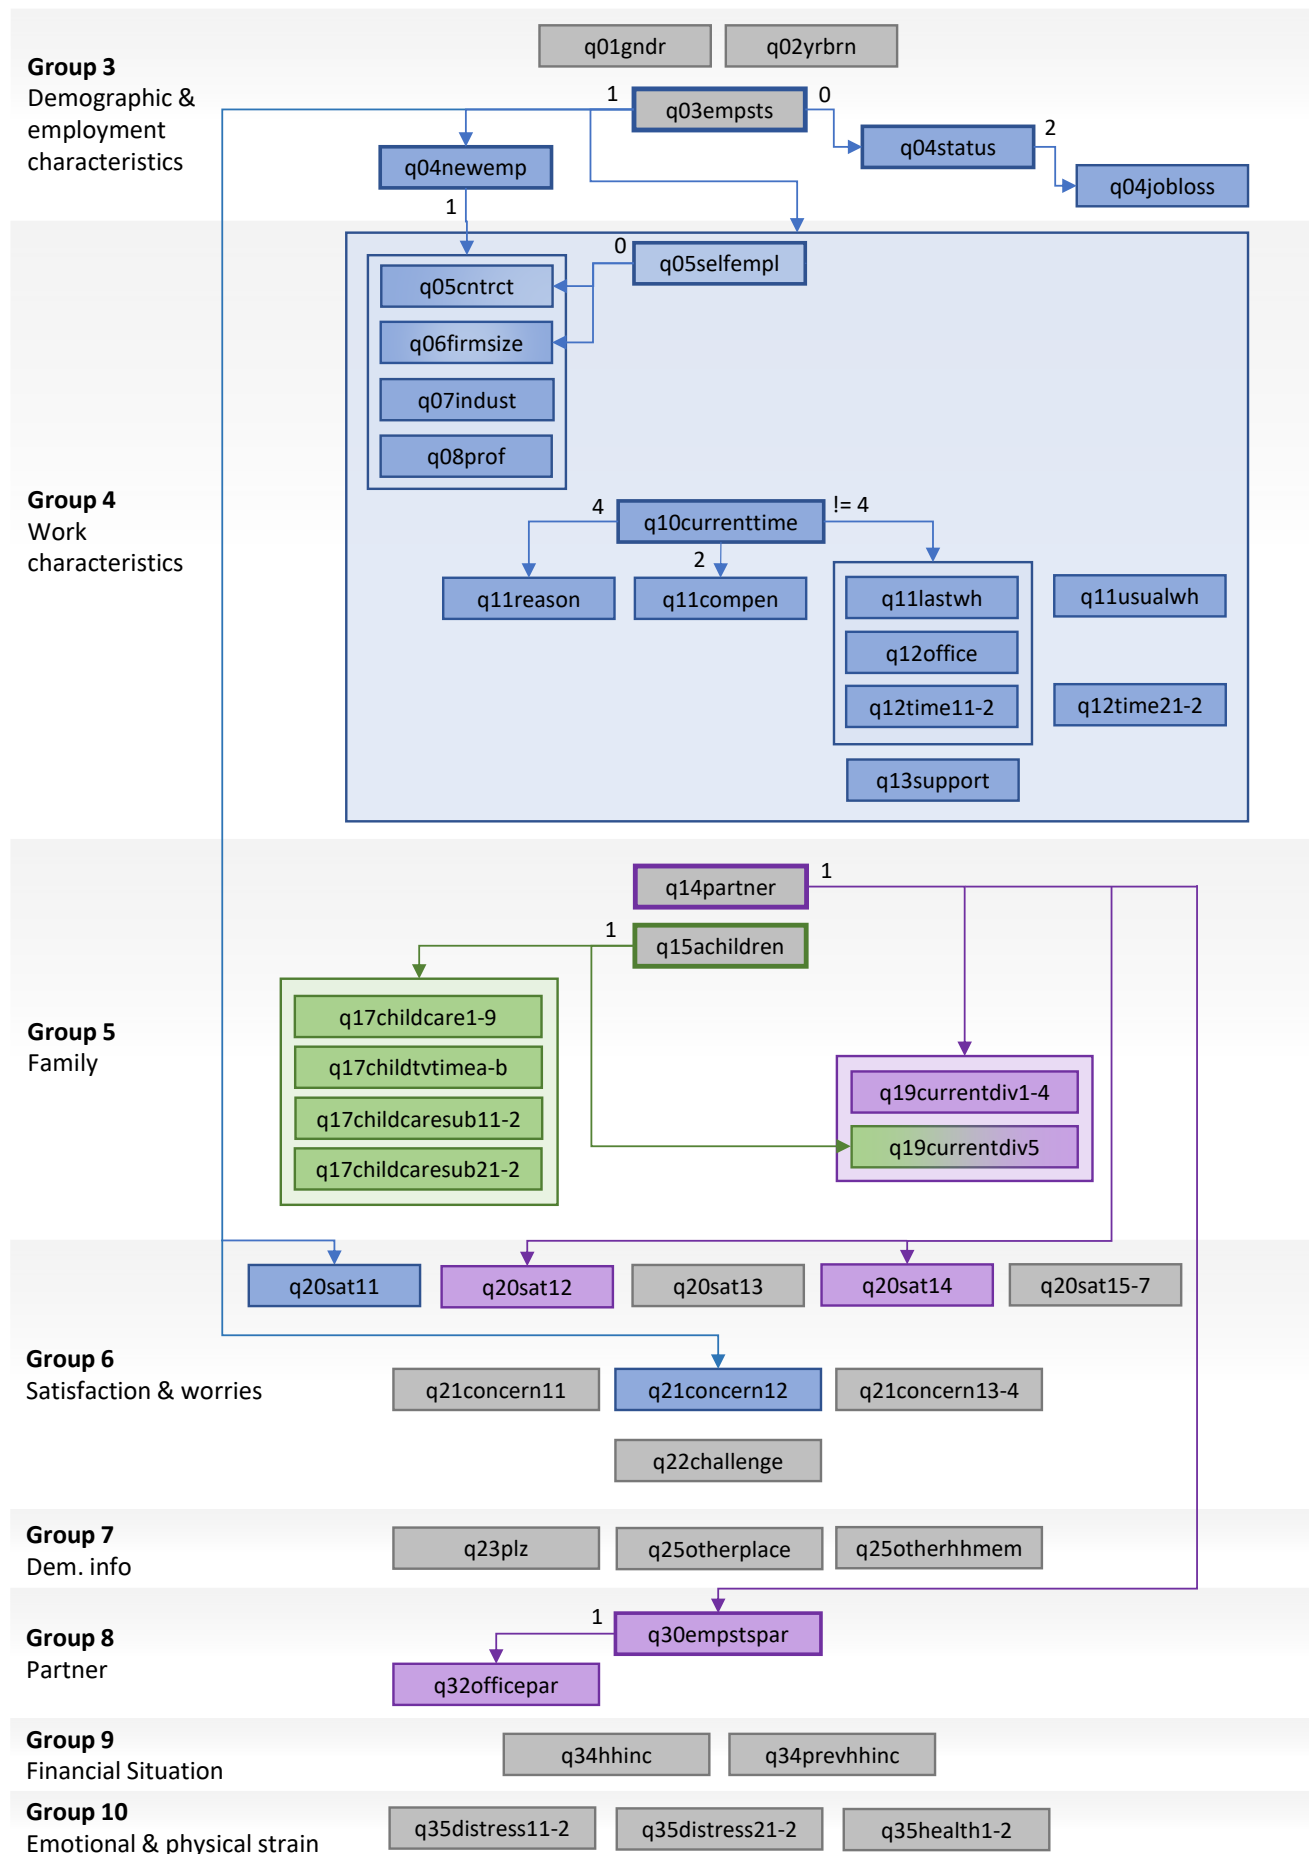 q01gndr
q02yrbrn
Group 3
Demographic &
employment
characteristics
1
q03empsts
0
q04status
2
q04newemp
q04jobloss
1
0
q05selfempl
q05cntrct
q06firmsize
q07indust
q08prof
Group 4
Work
characteristics
4
q10currenttime
!= 4
2
q11reason
q11compen
q11lastwh
q11usualwh
q12office
q12time11-2
q12time21-2
q13support
q14partner
1
1
q15achildren
Group 5
Family
q17childcare1-9
q17childtvtimea-b
q17childcaresub11-2
q17childcaresub21-2
q19currentdiv1-4
q19currentdiv5
q20sat11
q20sat12
q20sat13
q20sat14
q20sat15-7
Group 6
Satisfaction & worries
q21concern11
q21concern12
q21concern13-4
q22challenge
Group 7
Dem. info
q23plz
q25otherplace
q25otherhhmem
Group 8
Partner
1
q30empstspar
q32officepar
Group 9
Financial Situation
q34hhinc
q34prevhhinc
Group 10
Emotional & physical strain
q35distress11-2
q35distress21-2
q35health1-2